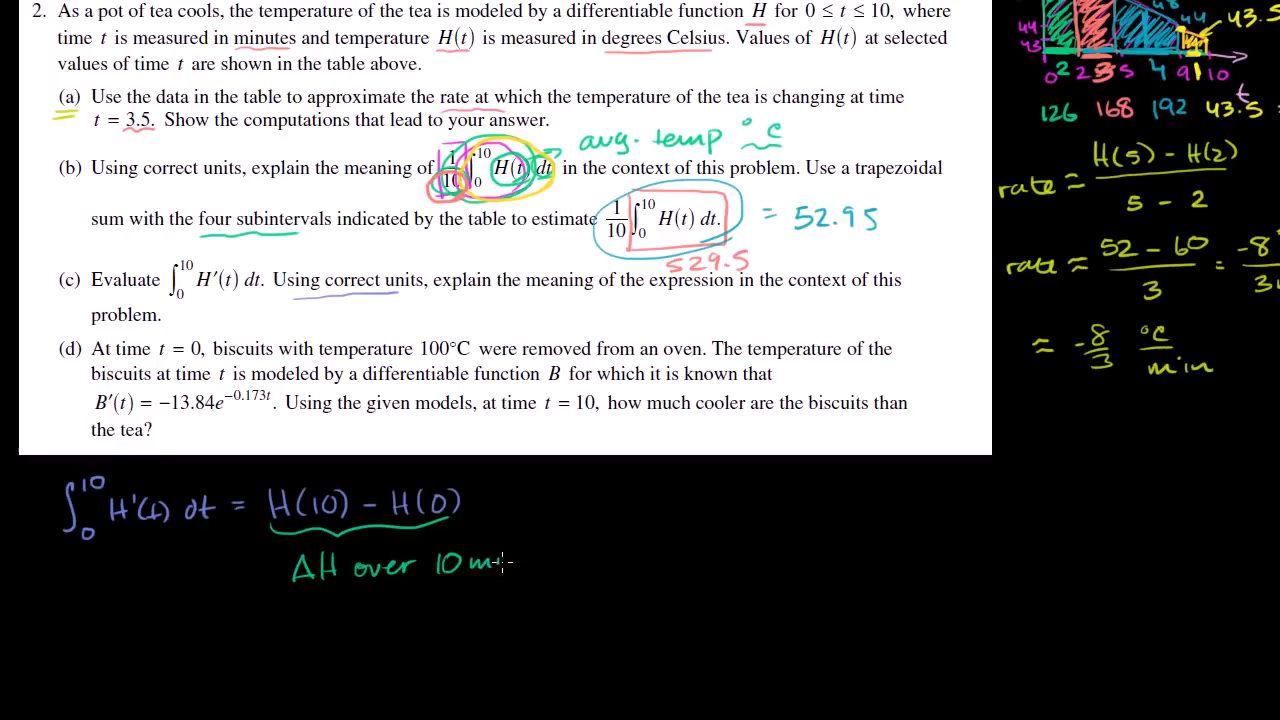 2. As a pot of tea cools, the temperature of the tea is modeled by a differentiable function H for 0 ≤ t ≤ 10, where
time t is measured in minutes and temperature H(t) is measured in degrees Celsius. Values of H(t) at selected
values of time t are shown in the table above.
(a) Use the data in the table to approximate the rate at which the temperature of the tea is changing at time
t = 3.5. Show the computations that lead to your answer.
avg. temp °C
(b) Using correct units, explain the meaning of 1/10 ∫₀¹⁰ H(t) dt in the context of this problem. Use a trapezoidal
sum with the four subintervals indicated by the table to estimate 1/10 ∫₀¹⁰ H(t) dt. = 52.95
529.5
(c) Evaluate ∫₀¹⁰ H′(t) dt. Using correct units, explain the meaning of the expression in the context of this
problem.
(d) At time t = 0, biscuits with temperature 100°C were removed from an oven. The temperature of the
biscuits at time t is modeled by a differentiable function B for which it is known that
B′(t) = −13.84e^(−0.173t). Using the given models, at time t = 10, how much cooler are the biscuits than
the tea?
∫₀¹⁰ H'(t) dt = H(10) - H(0)
ΔH over 10
44 43.5
44
43
0 2 2 3 5 4 9 1 10
t
126 168 192 43.5
rate ≈ H(5) - H(2) / 5 - 2
rate ≈ 52 - 60 / 3 = -8 / 3
≈ -8/3 °C/min